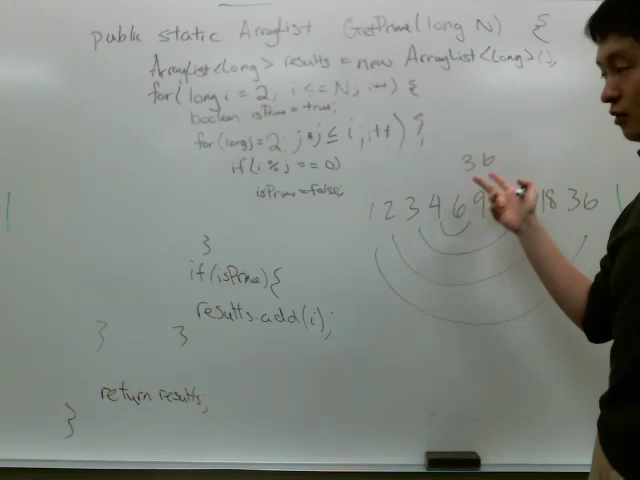 public static ArrayList GetPrime(long N) {
ArrayList<Long> results = new ArrayList<Long>();
for(long i = 2; i <= N; i++) {
boolean isPrime = true;
for(long j = 2; j*j ≤ i; j++) {
if(i % j == 0)
isPrime = false;
36
1 2 3 4 6 9 18 36
}
if(isPrime){
results.add(i);
} }
return results;
}